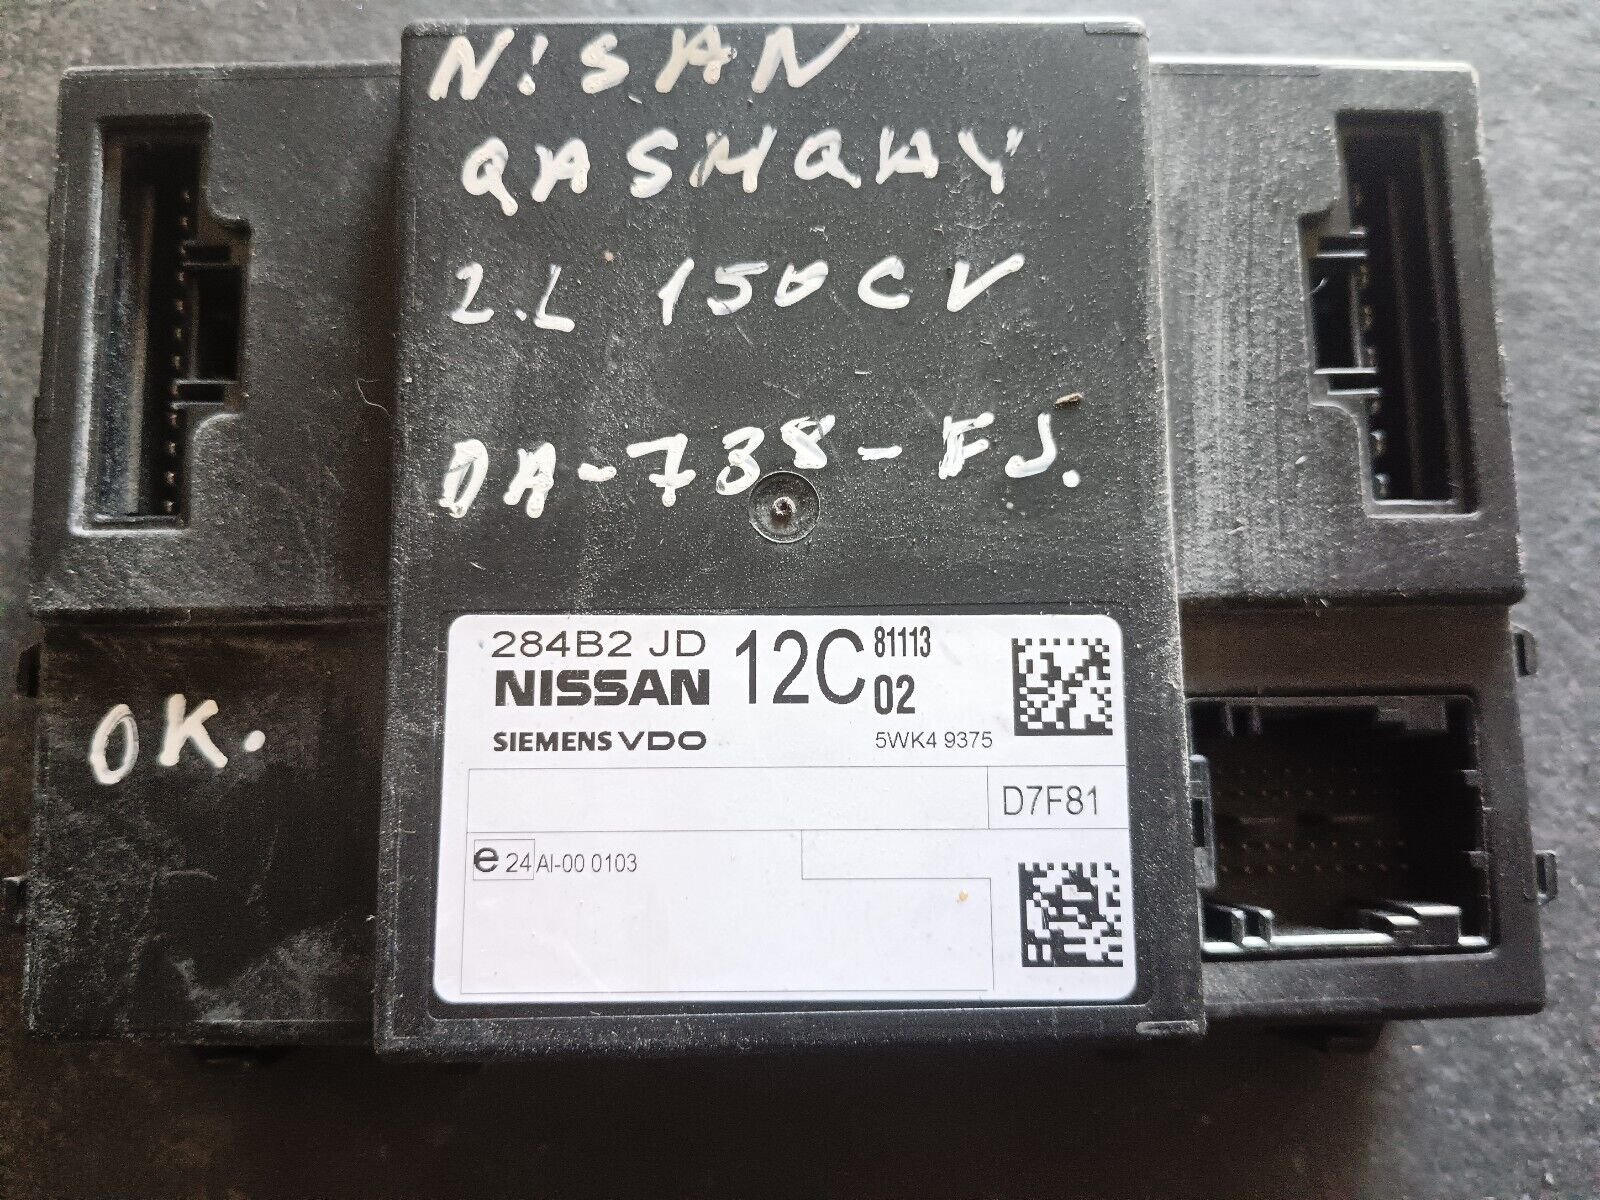 N:SAN
QASHQAY
2.L 150CV
DA-738-FJ.
OK.
284B2 JD 12C 81113
NISSAN 02
SIEMENS VDO 5WK4 9375
D7F81
e 24 AI-00 0103